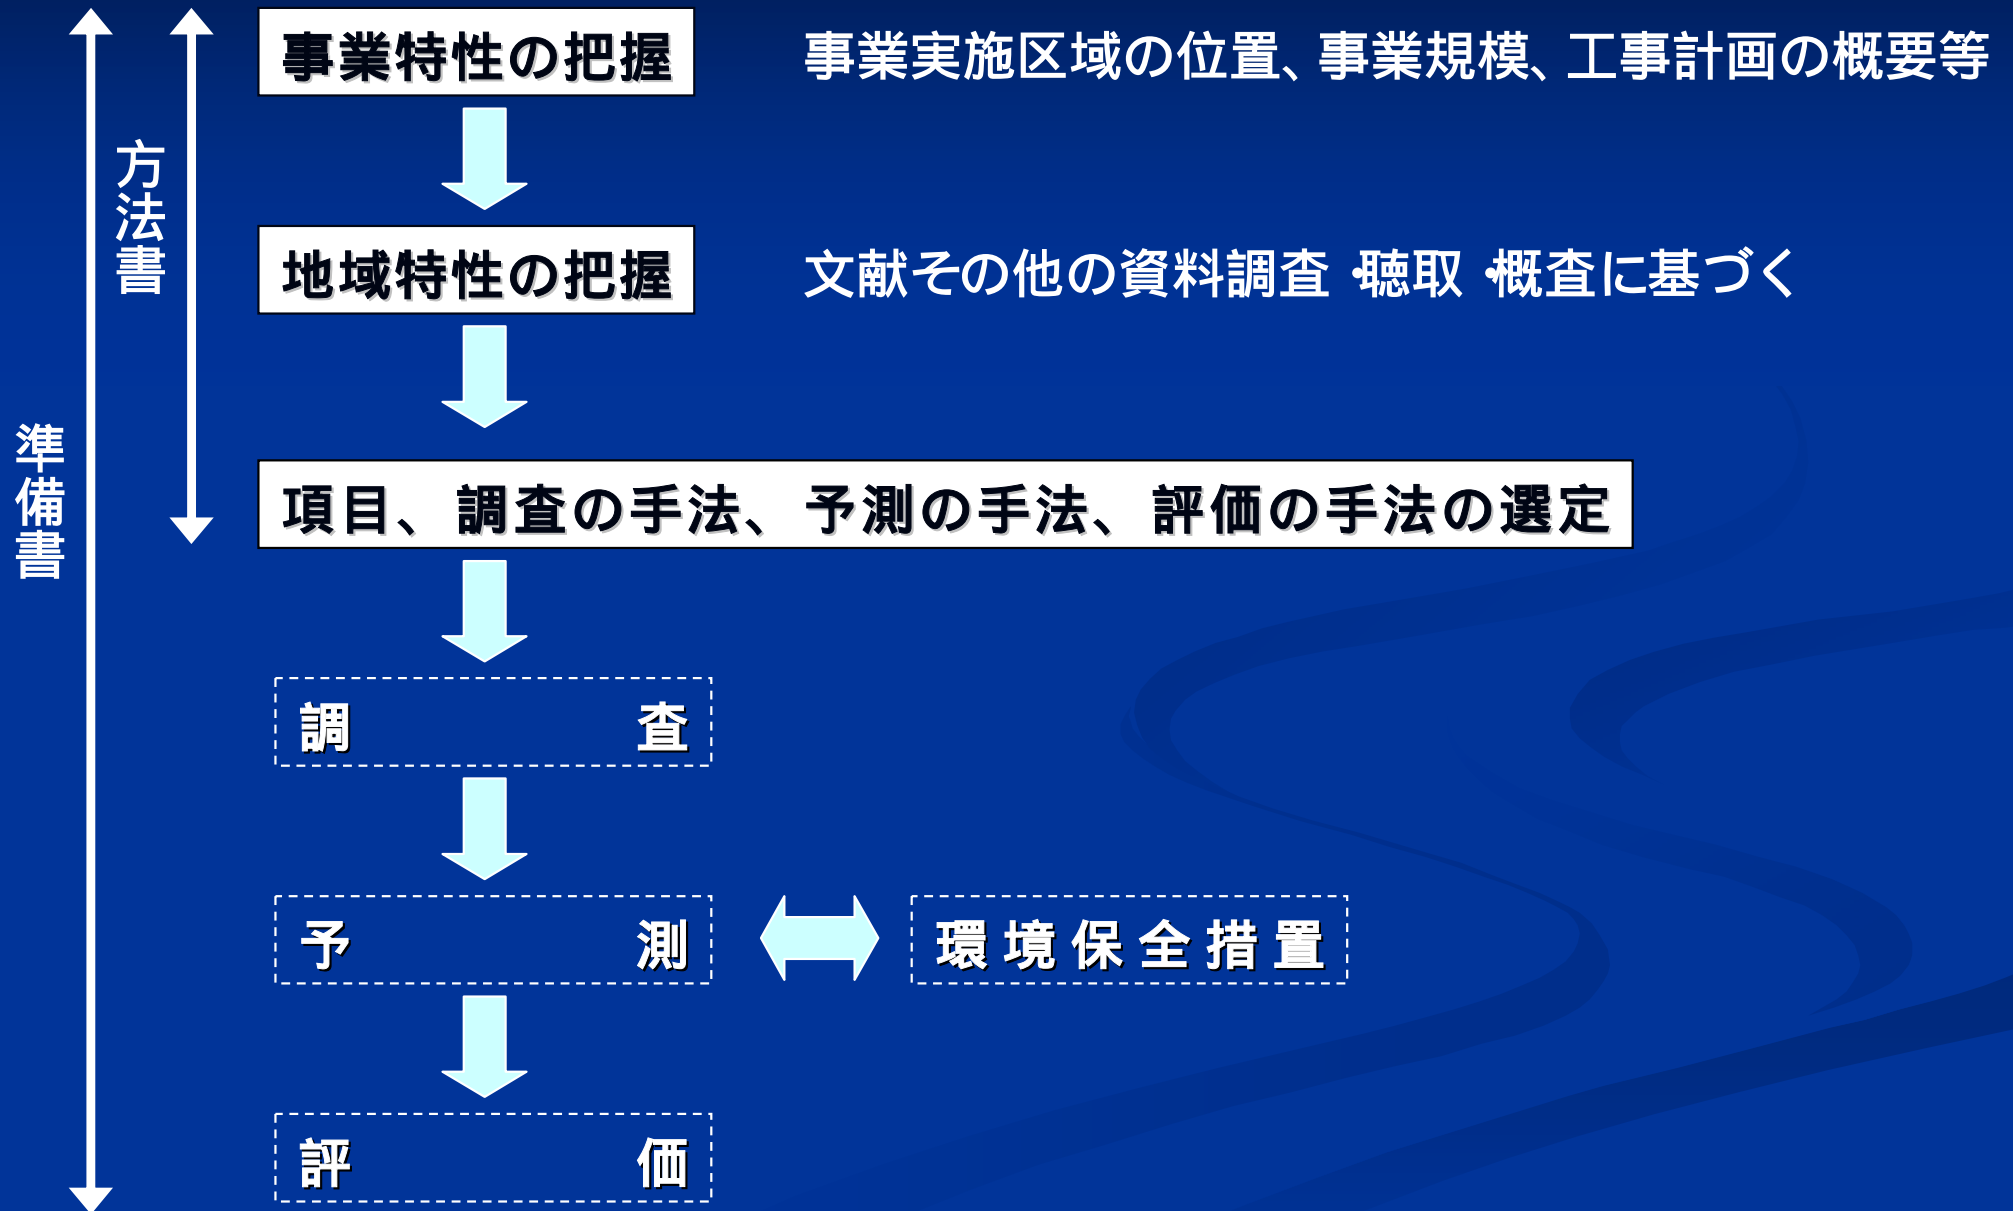 事業特性の把握
事業実施区域の位置、事業規模、工事計画の概要等
方法書
地域特性の把握
文献その他の資料調査・聴取・概査に基づく
準備書
項目、調査の手法、予測の手法、評価の手法の選定
調査
予測
環境保全措置
評価